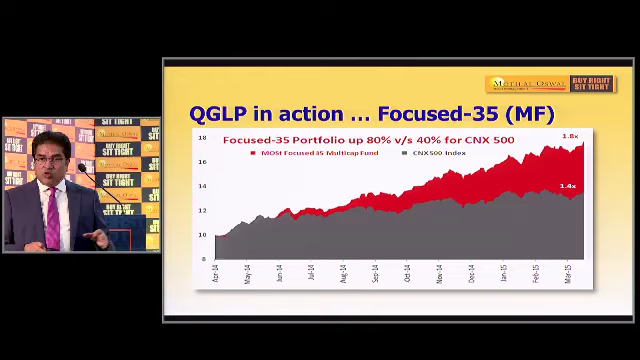 MOTILAL OSWAL
BUY RIGHT
SIT TIGHT
QGLP in action … Focused-35 (MF)
Focused-35 Portfolio up 80% v/s 40% for CNX 500
MOSt Focused 35 Multicap Fund
CNX500 Index
18
16
14
12
10
8
1.8x
1.4x
Apr-14
May-14
Jun-14
Jul-14
Aug-14
Sep-14
Oct-14
Nov-14
Dec-14
Jan-15
Feb-15
Mar-15
BUY RIGHT
SIT TIGHT